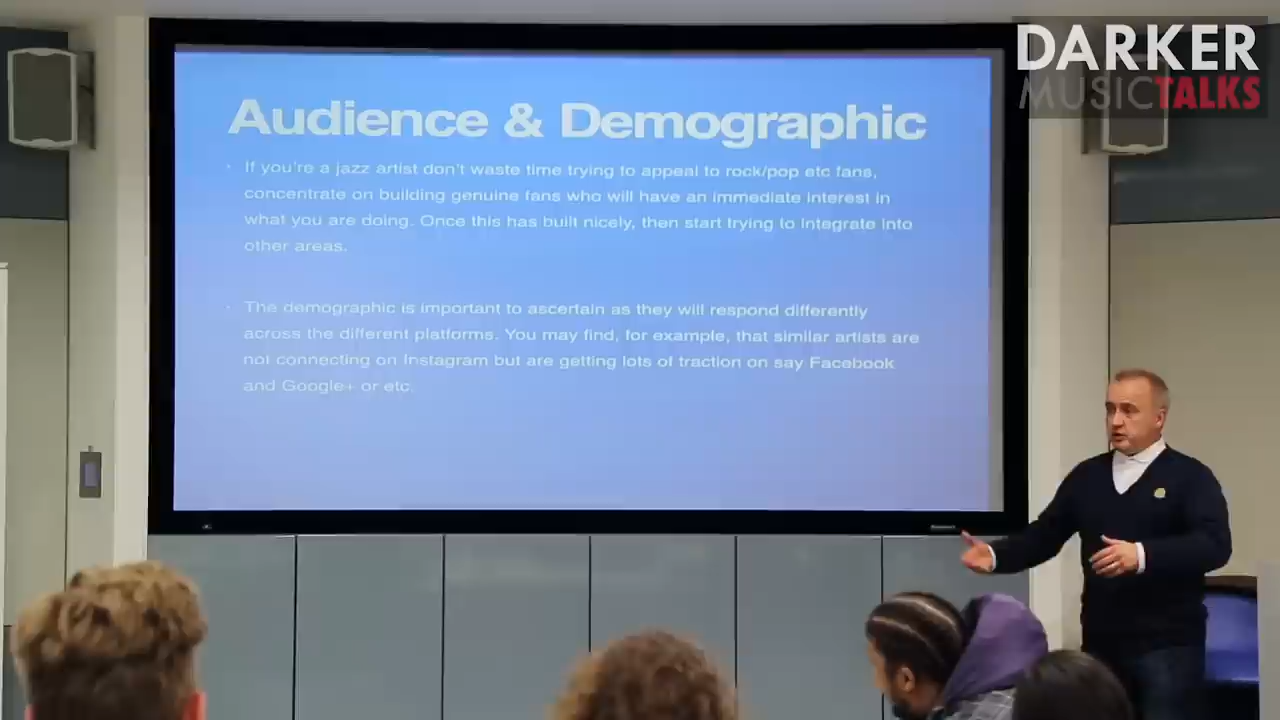 DARKER
MUSICTALKS
Audience & Demographic
• If you're a jazz artist don't waste time trying to appeal to rock/pop etc fans,
concentrate on building genuine fans who will have an immediate interest in
what you are doing. Once this has built nicely, then start trying to integrate into
other areas.
• The demographic is important to ascertain as they will respond differently
across the different platforms. You may find, for example, that similar artists are
not connecting on Instagram but are getting lots of traction on say Facebook
and Google+ or etc.